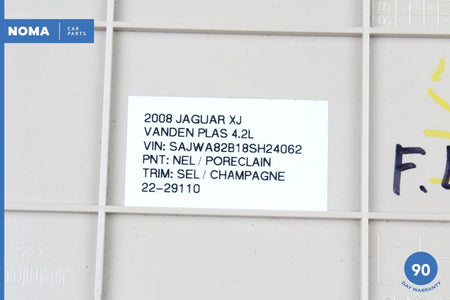 NOMA CAR PARTS
2008 JAGUAR XJ
VANDEN PLAS 4.2L
VIN: SAJWA82B18SH24062
PNT: NEL / PORECLAIN
TRIM: SEL / CHAMPAGNE
22-29110
F.
90
DAY WARRANTY